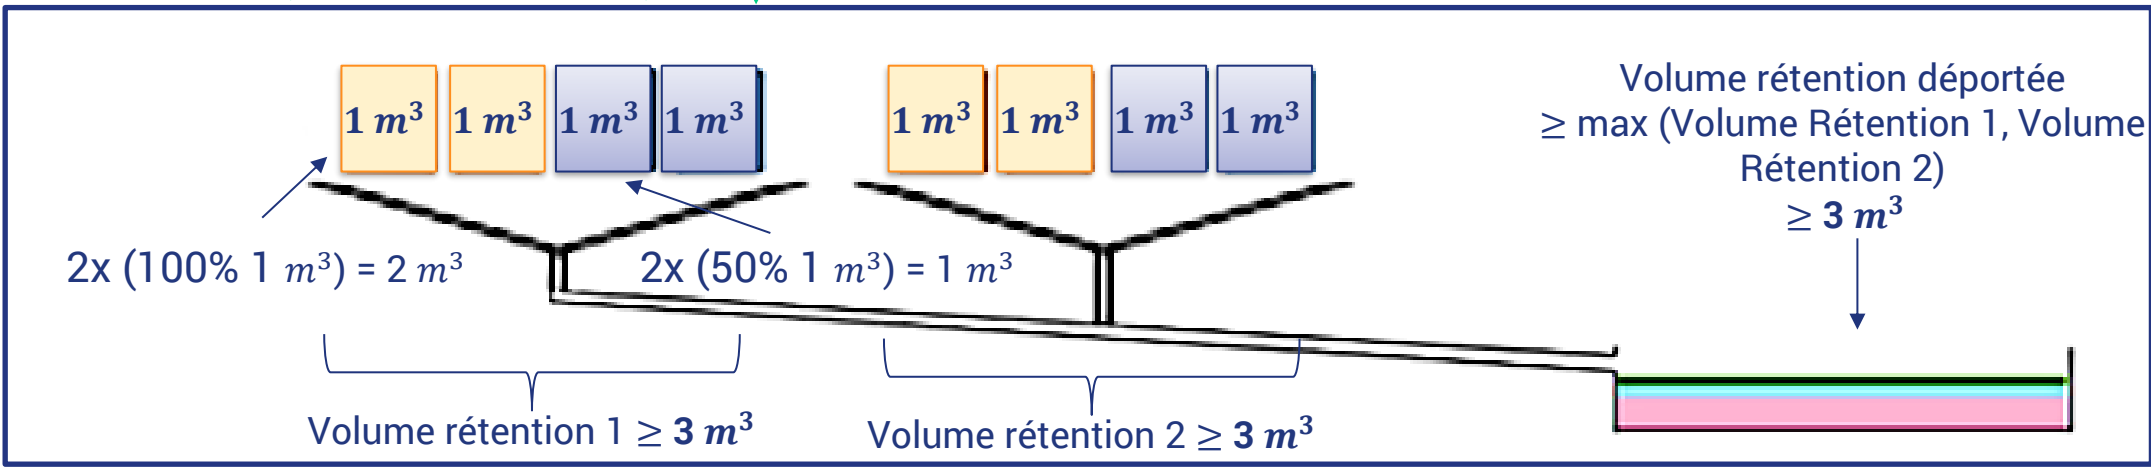 1 m³ 1 m³ 1 m³ 1 m³
1 m³ 1 m³ 1 m³ 1 m³
2x (100% 1 m³) = 2 m³
2x (50% 1 m³) = 1 m³
Volume rétention 1 ≥ 3 m³
Volume rétention 2 ≥ 3 m³
Volume rétention déportée
≥ max (Volume Rétention 1, Volume
Rétention 2)
≥ 3 m³